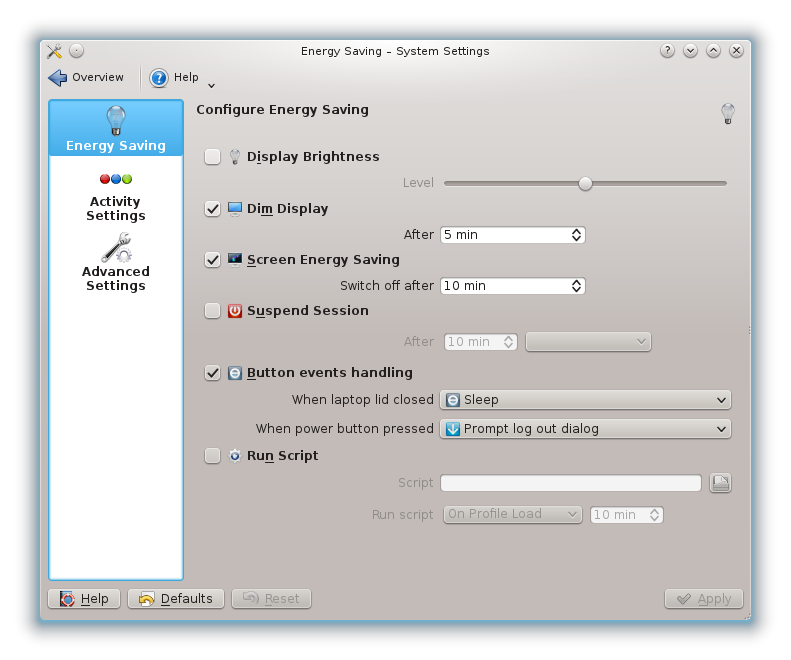 Energy Saving – System Settings
Overview Help
Energy Saving
Activity
Settings
Advanced
Settings
Configure Energy Saving
Display Brightness
Level
Dim Display
After 5 min
Screen Energy Saving
Switch off after 10 min
Suspend Session
After 10 min
Button events handling
When laptop lid closed Sleep
When power button pressed Prompt log out dialog
Run Script
Script
Run script On Profile Load 10 min
Help Defaults Reset Apply